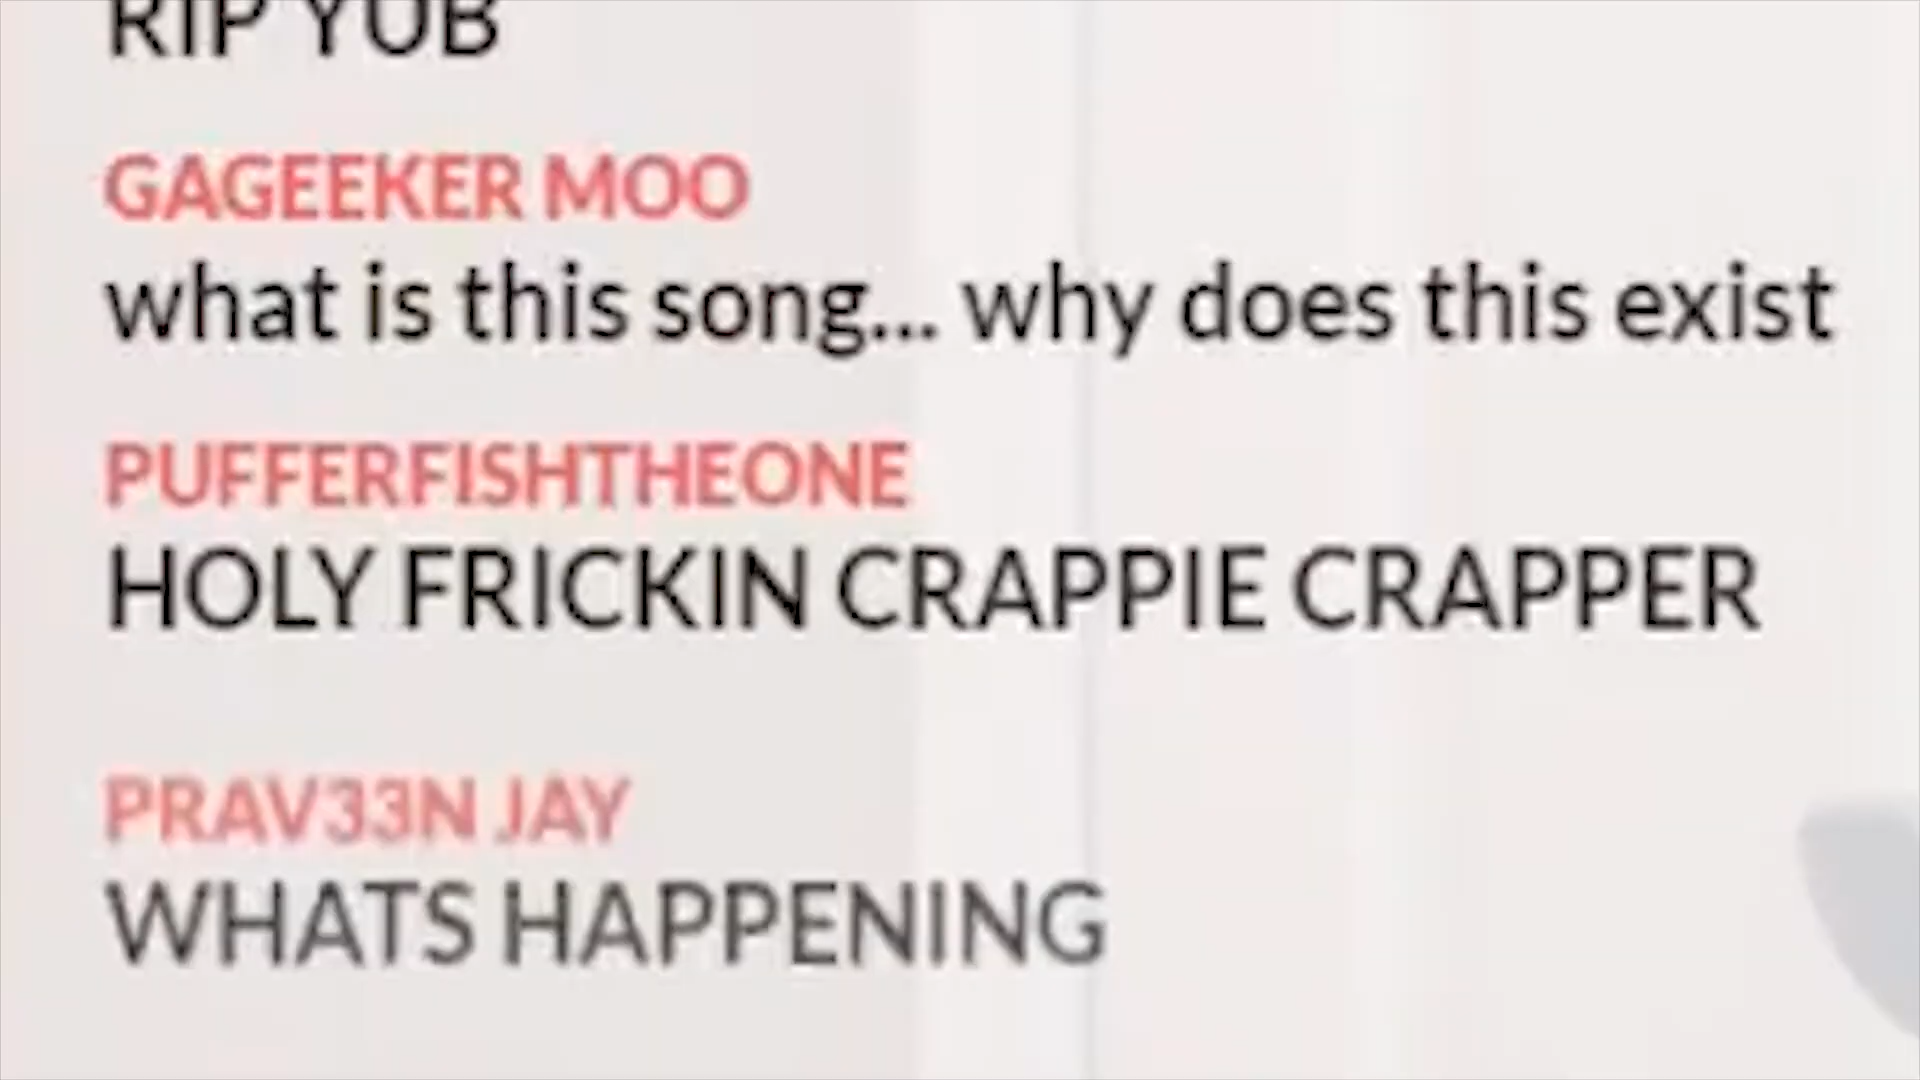 RIP YUB
GAGEEKER MOO
what is this song... why does this exist
PUFFERFISHTHEONE
HOLY FRICKIN CRAPPIE CRAPPER
PRAV33N JAY
WHATS HAPPENING